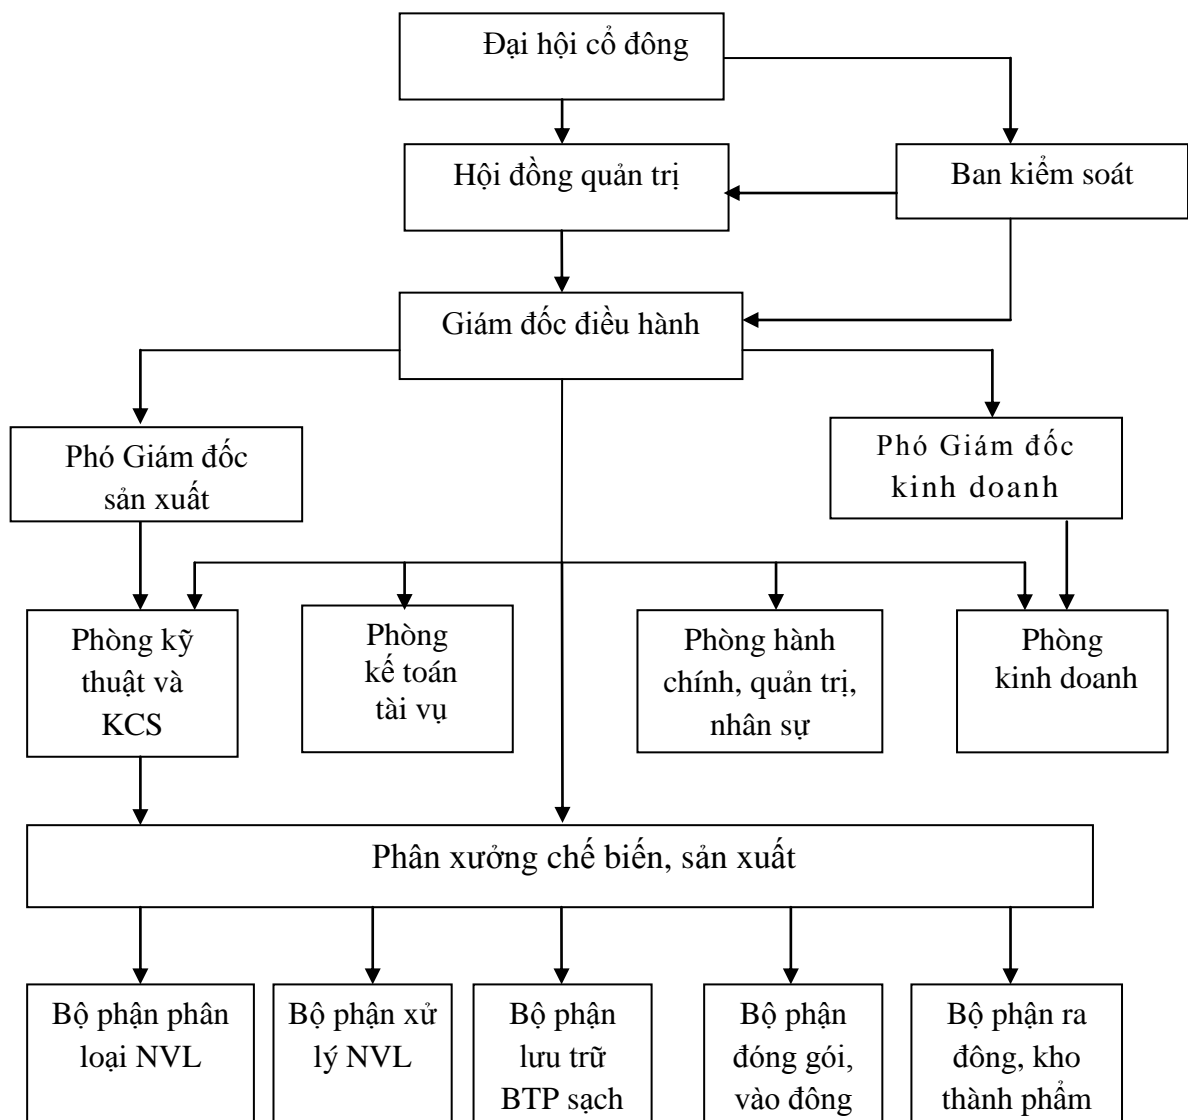 Đại hội cổ đông
Hội đồng quản trị
Ban kiểm soát
Giám đốc điều hành
Phó Giám đốc
sản xuất
Phó Giám đốc
kinh doanh
Phòng kỹ
thuật và
KCS
Phòng
kế toán
tài vụ
Phòng hành
chính, quản trị,
nhân sự
Phòng
kinh doanh
Phân xưởng chế biến, sản xuất
Bộ phận phân
loại NVL
Bộ phận xử
lý NVL
Bộ phận
lưu trữ
BTP sạch
Bộ phận
đóng gói,
vào đông
Bộ phận ra
đông, kho
thành phẩm